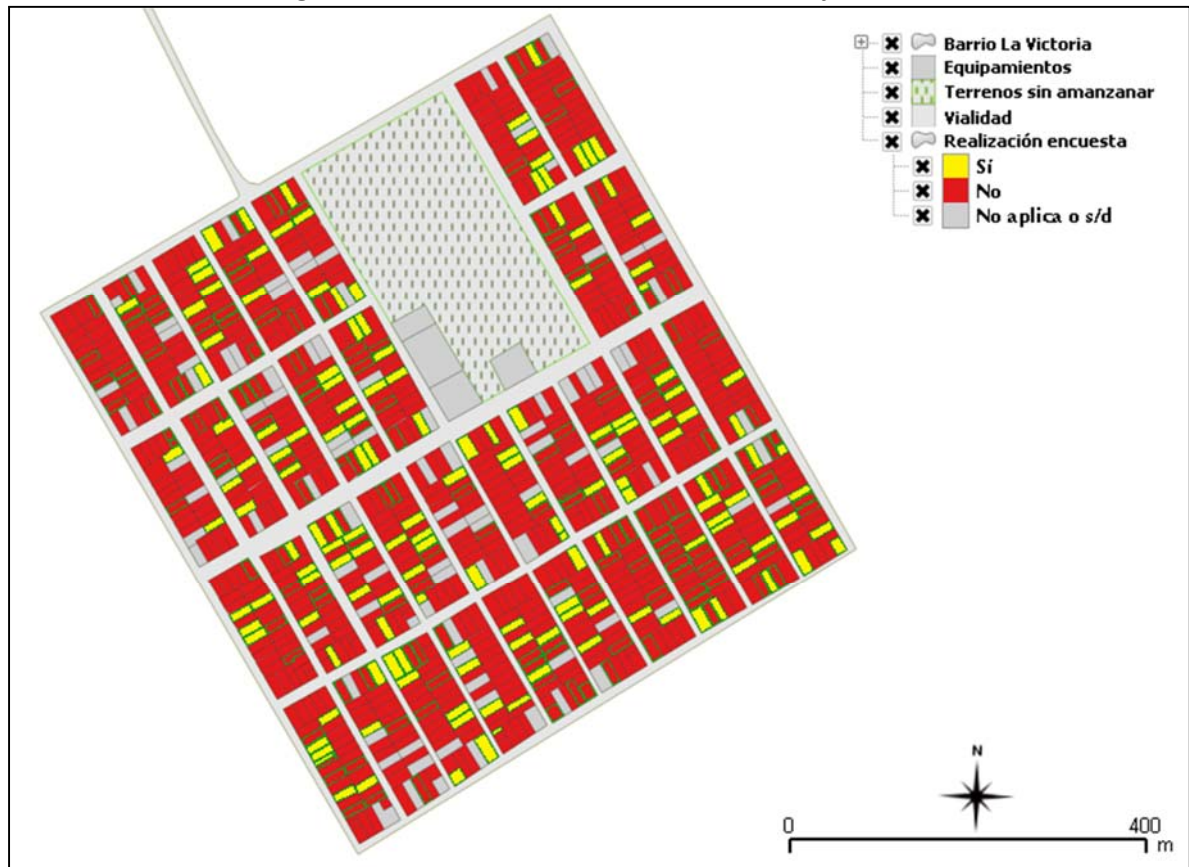 Barrio La Victoria
Equipamientos
Terrenos sin amanzanar
Vialidad
Realización encuesta
Sí
No
No aplica o s/d
N
0 400
m